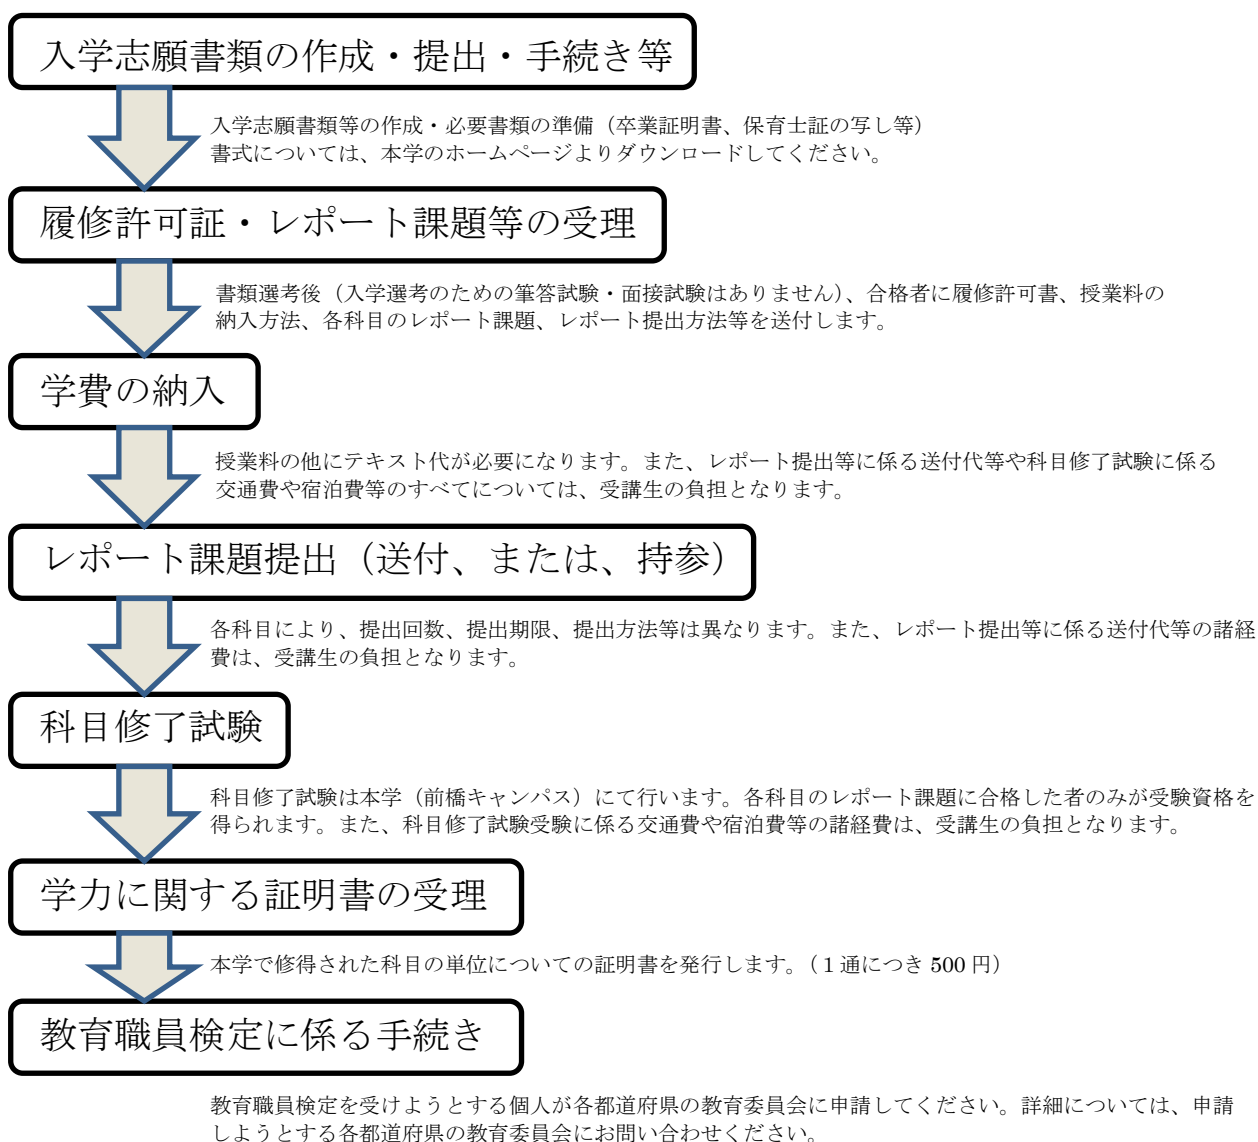 入学志願書類の作成・提出・手続き等
入学志願書類等の作成・必要書類の準備（卒業証明書、保育士証の写し等）
書式については、本学のホームページよりダウンロードしてください。
履修許可証・レポート課題等の受理
書類選考後（入学選考のための筆答試験・面接試験はありません）、合格者に履修許可書、授業料の
納入方法、各科目のレポート課題、レポート提出方法等を送付します。
学費の納入
授業料の他にテキスト代が必要になります。また、レポート提出等に係る送付代等や科目修了試験に係る
交通費や宿泊費等のすべてについては、受講生の負担となります。
レポート課題提出（送付、または、持参）
各科目により、提出回数、提出期限、提出方法等は異なります。また、レポート提出等に係る送付代等の諸経
費は、受講生の負担となります。
科目修了試験
科目修了試験は本学（前橋キャンパス）にて行います。各科目のレポート課題に合格した者のみが受験資格を
得られます。また、科目修了試験受験に係る交通費や宿泊費等の諸経費は、受講生の負担となります。
学力に関する証明書の受理
本学で修得された科目の単位についての証明書を発行します。（１通につき 500 円）
教育職員検定に係る手続き
教育職員検定を受けようとする個人が各都道府県の教育委員会に申請してください。詳細については、申請
しようとする各都道府県の教育委員会にお問い合わせください。